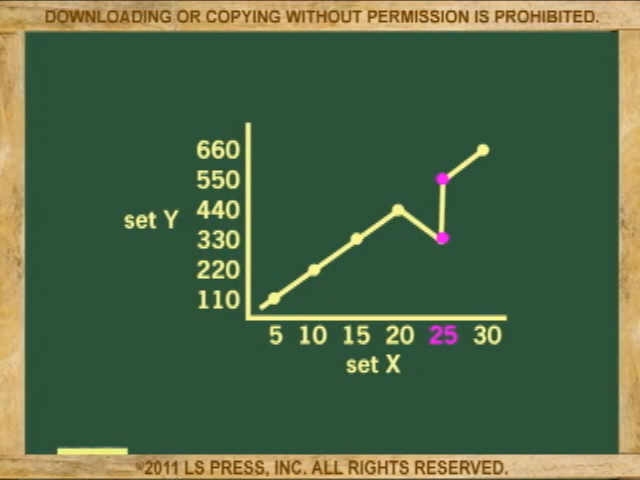 DOWNLOADING OR COPYING WITHOUT PERMISSION IS PROHIBITED.
660
550
440
set Y
330
220
110
5 10 15 20 25 30
set X
©2011 LS PRESS, INC. ALL RIGHTS RESERVED.